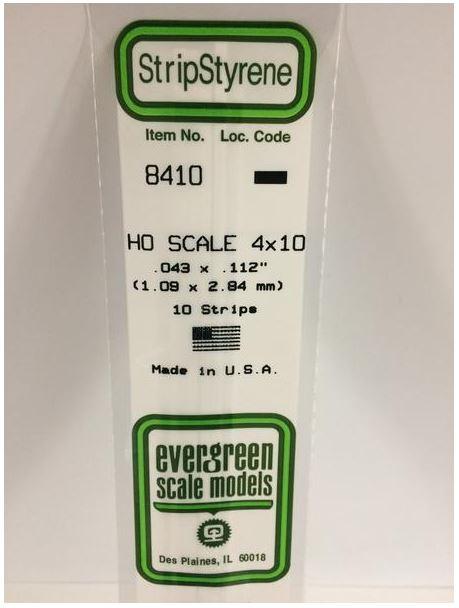 StripStyrene
Item No. Loc. Code
8410
HO SCALE 4x10
.043 x .112"
(1.09 x 2.84 mm)
10 Strips
Made in U.S.A.
evergreen
scale models
Des Plaines, IL 60018